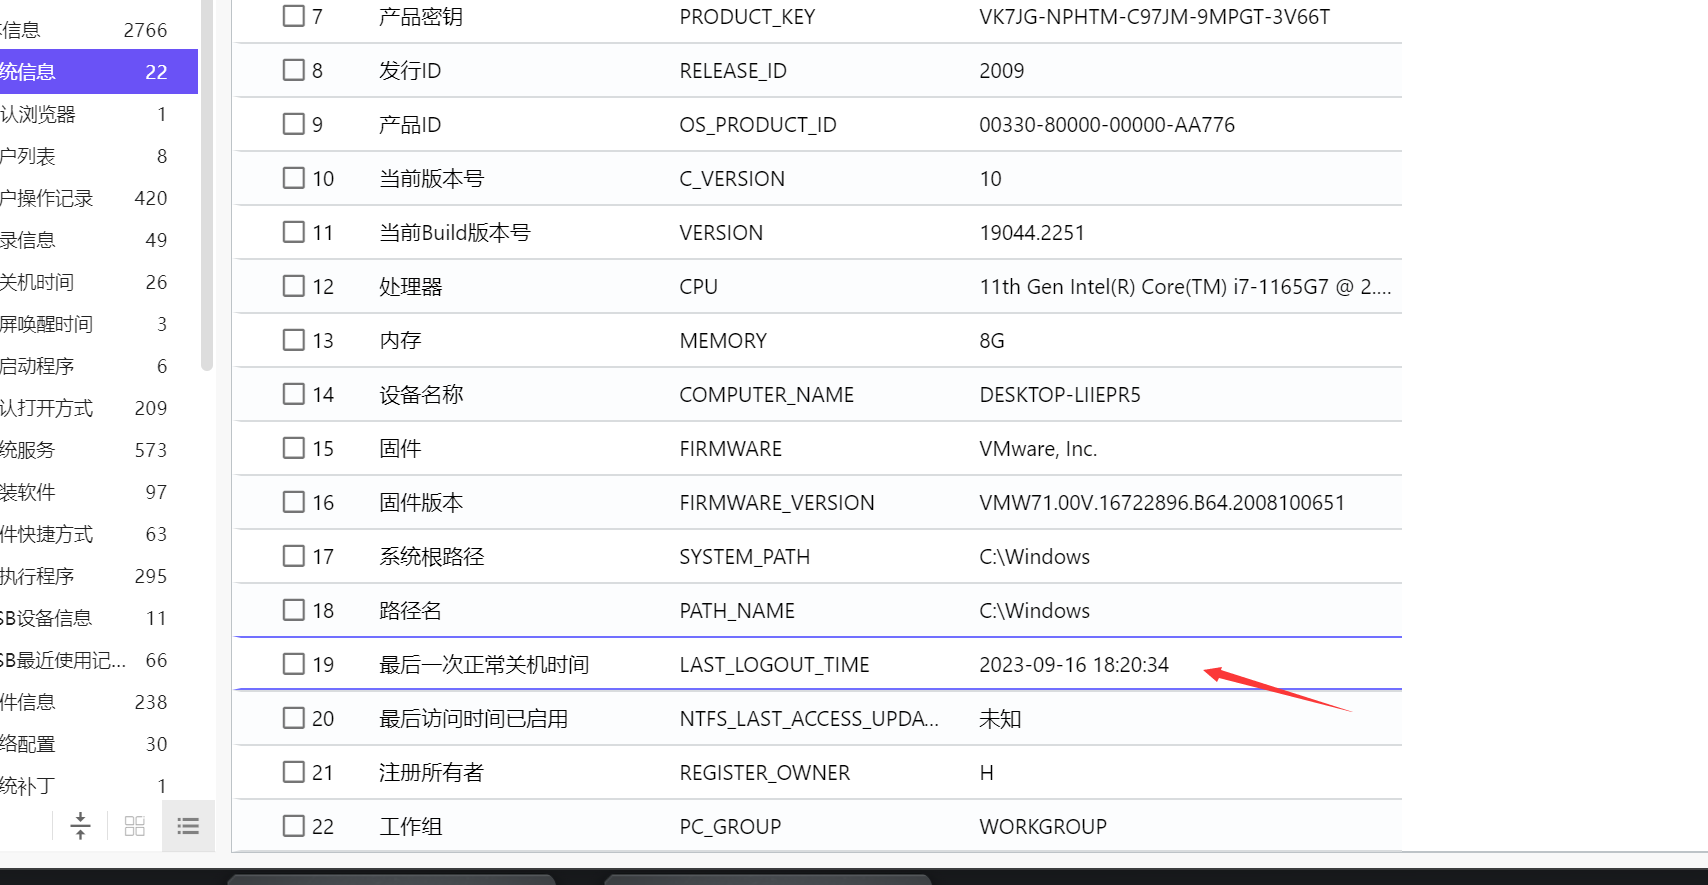 本信息 2766
统信息 22
认浏览器 1
户列表 8
户操作记录 420
录信息 49
关机时间 26
屏唤醒时间 3
启动程序 6
认打开方式 209
统服务 573
装软件 97
件快捷方式 63
执行程序 295
SB设备信息 11
SB最近使用记... 66
件信息 238
络配置 30
统补丁 1
7 产品密钥 PRODUCT_KEY VK7JG-NPHTM-C97JM-9MPGT-3V66T
8 发行ID RELEASE_ID 2009
9 产品ID OS_PRODUCT_ID 00330-80000-00000-AA776
10 当前版本号 C_VERSION 10
11 当前Build版本号 VERSION 19044.2251
12 处理器 CPU 11th Gen Intel(R) Core(TM) i7-1165G7 @ 2....
13 内存 MEMORY 8G
14 设备名称 COMPUTER_NAME DESKTOP-LIIEPR5
15 固件 FIRMWARE VMware, Inc.
16 固件版本 FIRMWARE_VERSION VMW71.00V.16722896.B64.2008100651
17 系统根路径 SYSTEM_PATH C:\Windows
18 路径名 PATH_NAME C:\Windows
19 最后一次正常关机时间 LAST_LOGOUT_TIME 2023-09-16 18:20:34
20 最后访问时间已启用 NTFS_LAST_ACCESS_UPDA... 未知
21 注册所有者 REGISTER_OWNER H
22 工作组 PC_GROUP WORKGROUP